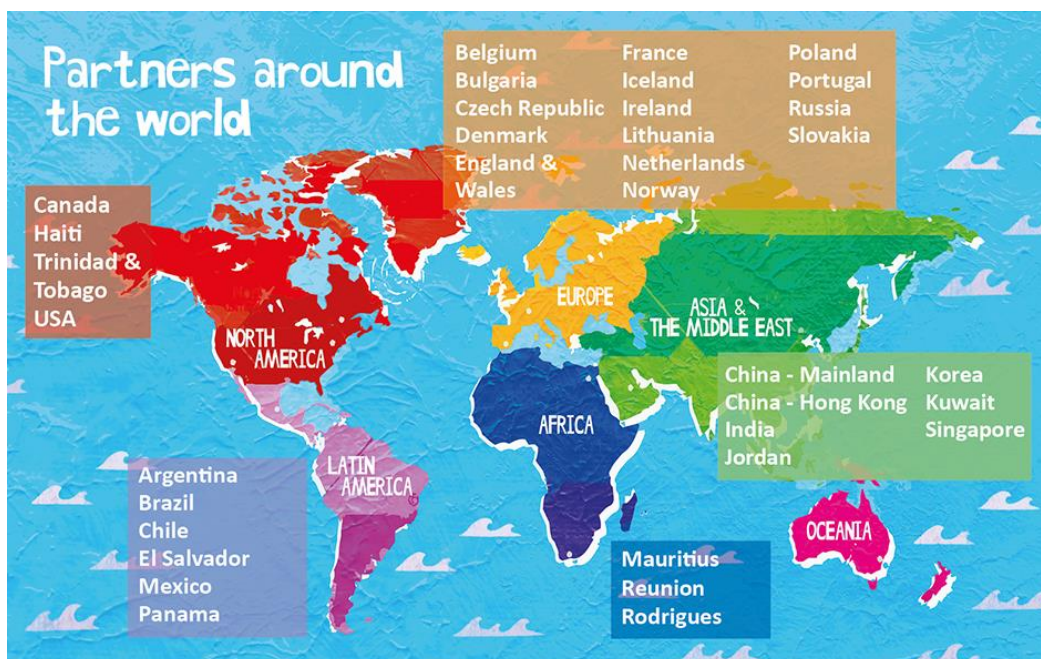 Partners around
the world
Belgium
Bulgaria
Czech Republic
Denmark
England &
Wales
France
Iceland
Ireland
Lithuania
Netherlands
Norway
Poland
Portugal
Russia
Slovakia
Canada
Haiti
Trinidad &
Tobago
USA
NORTH
AMERICA
EUROPE
ASIA &
THE MIDDLE EAST
China - Mainland
China - Hong Kong
India
Jordan
Korea
Kuwait
Singapore
AFRICA
LATIN
AMERICA
Argentina
Brazil
Chile
El Salvador
Mexico
Panama
OCEANIA
Mauritius
Reunion
Rodrigues